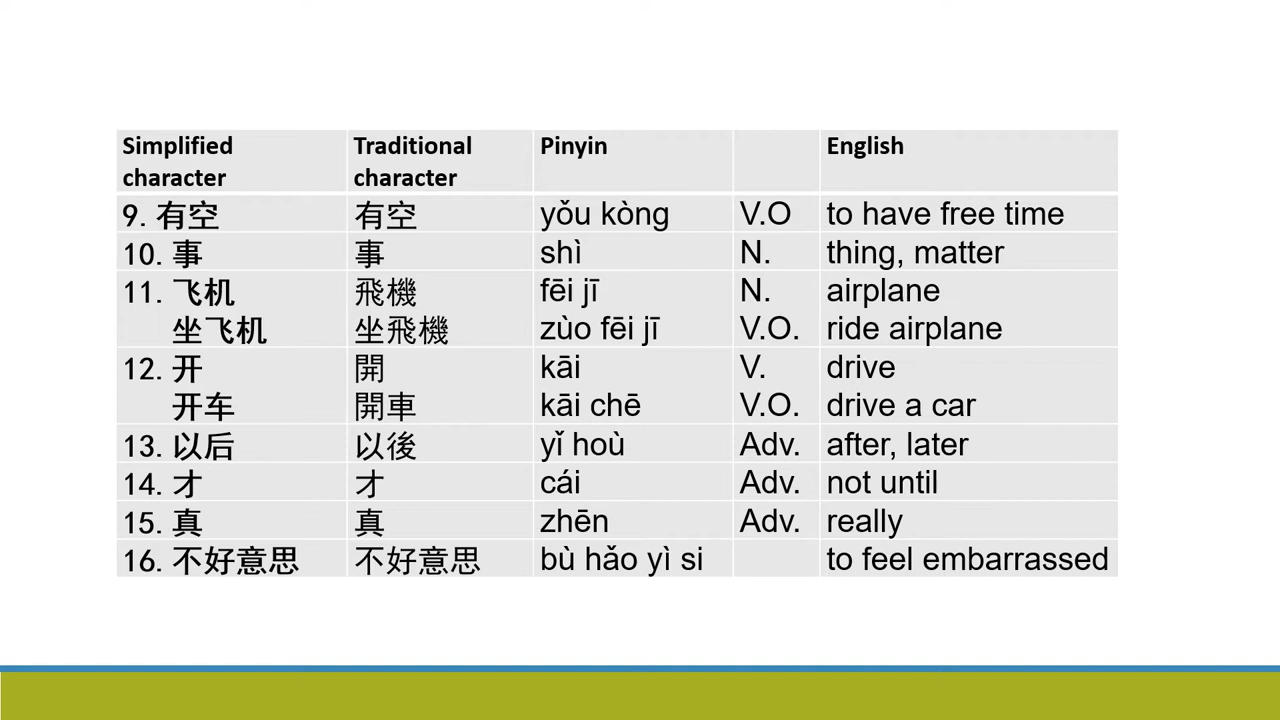 Simplified character Traditional character Pinyin English
9. 有空 有空 yǒu kòng V.O to have free time
10. 事 事 shì N. thing, matter
11. 飞机 飛機 fēi jī N. airplane
坐飞机 坐飛機 zùo fēi jī V.O. ride airplane
12. 开 開 kāi V. drive
开车 開車 kāi chē V.O. drive a car
13. 以后 以後 yǐ hoù Adv. after, later
14. 才 才 cái Adv. not until
15. 真 真 zhēn Adv. really
16. 不好意思 不好意思 bù hǎo yì si to feel embarrassed